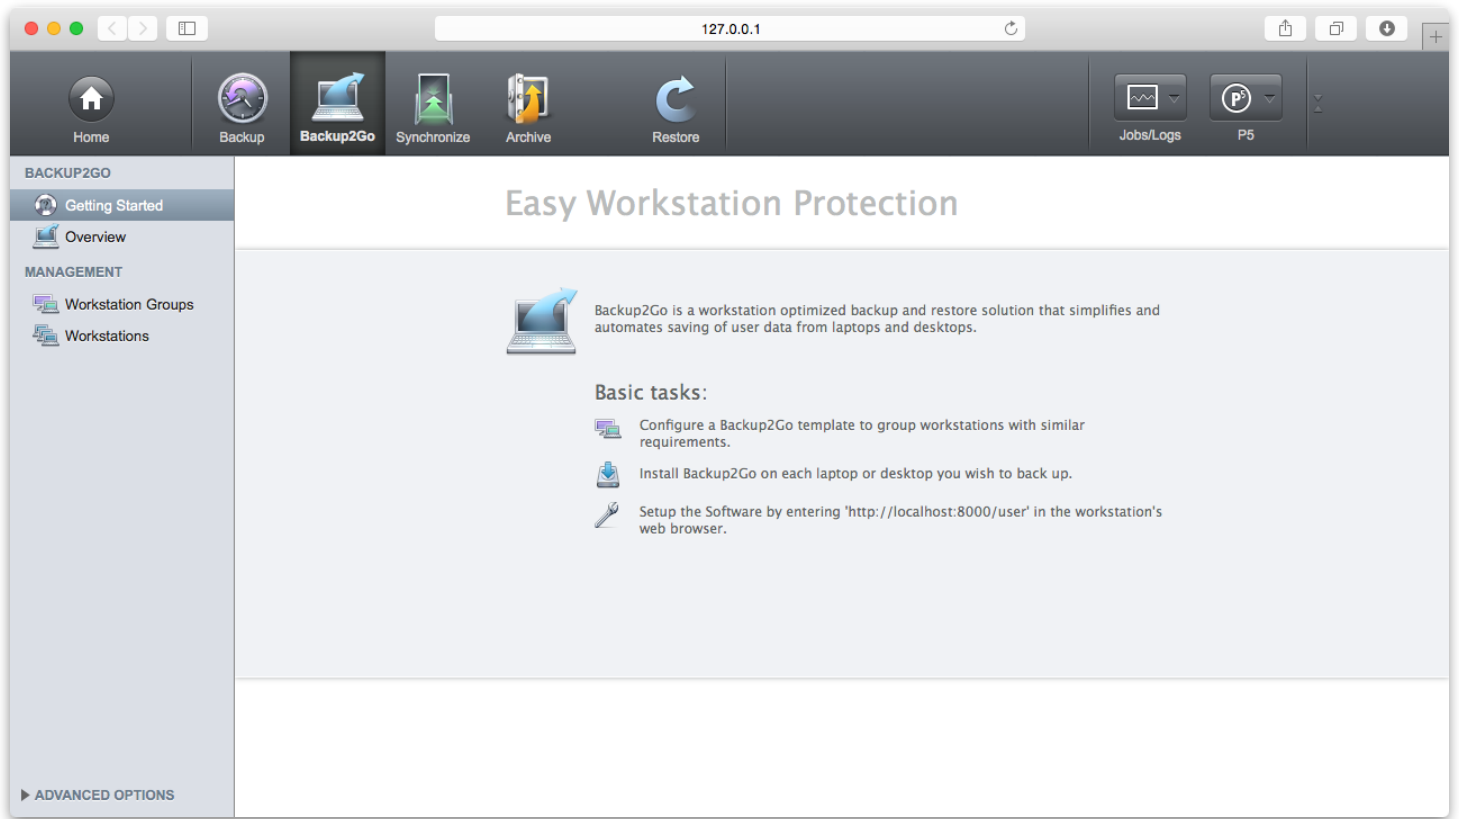 127.0.0.1
Home
Backup
Backup2Go
Synchronize
Archive
Restore
Jobs/Logs
P5
P5
BACKUP2GO
Getting Started
Overview
MANAGEMENT
Workstation Groups
Workstations
ADVANCED OPTIONS
Easy Workstation Protection
Backup2Go is a workstation optimized backup and restore solution that simplifies and
automates saving of user data from laptops and desktops.
Basic tasks:
Configure a Backup2Go template to group workstations with similar
requirements.
Install Backup2Go on each laptop or desktop you wish to back up.
Setup the Software by entering 'http://localhost:8000/user' in the workstation's
web browser.